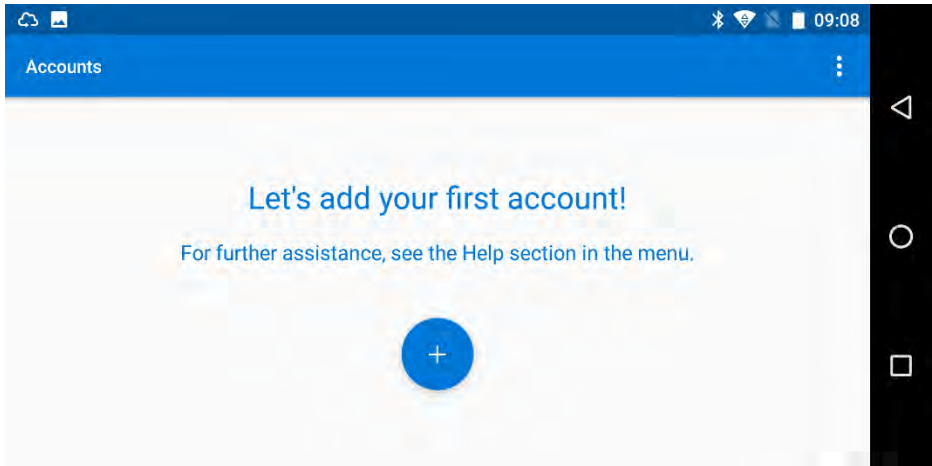 09:08
Accounts
Let's add your first account!
For further assistance, see the Help section in the menu.
+